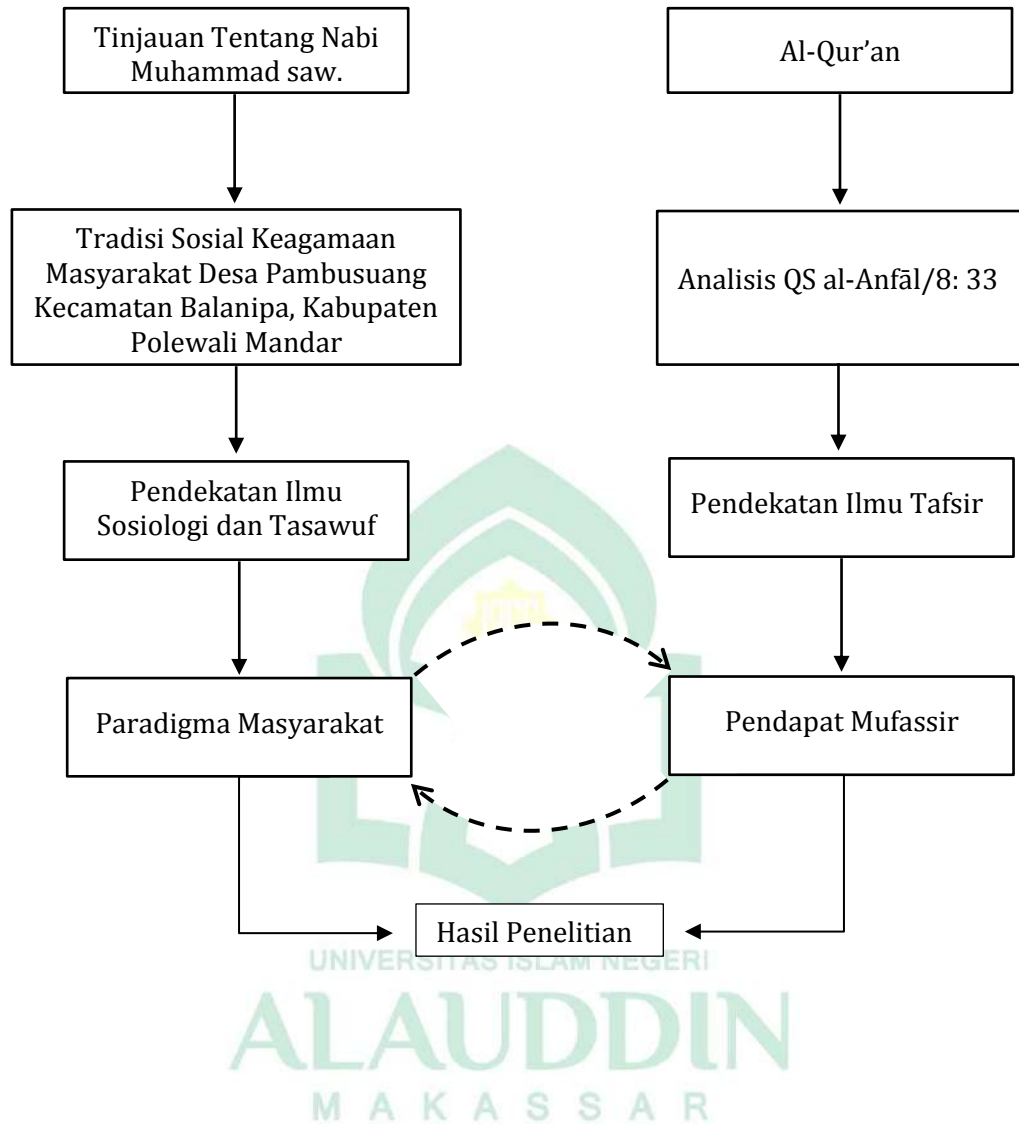 Tinjauan Tentang Nabi
Muhammad saw.
Al-Qur’an
Tradisi Sosial Keagamaan
Masyarakat Desa Pambusuang
Kecamatan Balanipa, Kabupaten
Polewali Mandar
Analisis QS al-Anfāl/8: 33
Pendekatan Ilmu
Sosiologi dan Tasawuf
Pendekatan Ilmu Tafsir
Paradigma Masyarakat
Pendapat Mufassir
Hasil Penelitian
UNIVERSITAS ISLAM NEGERI
ALAUDDIN
MAKASSAR